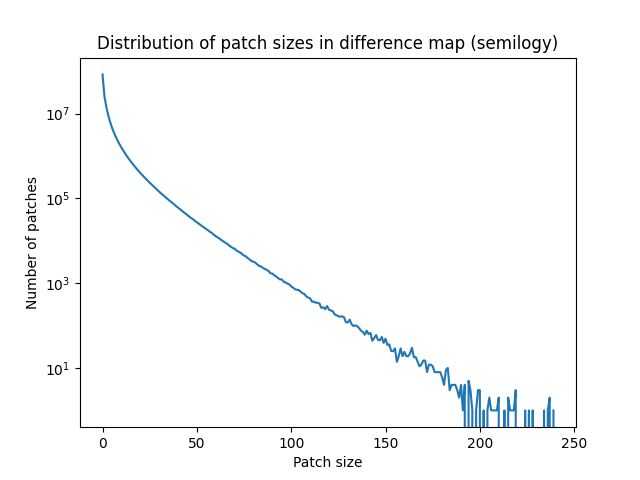 Distribution of patch sizes in difference map (semilogy)
Number of patches
10^7
10^5
10^3
10^1
0 50 100 150 200 250
Patch size